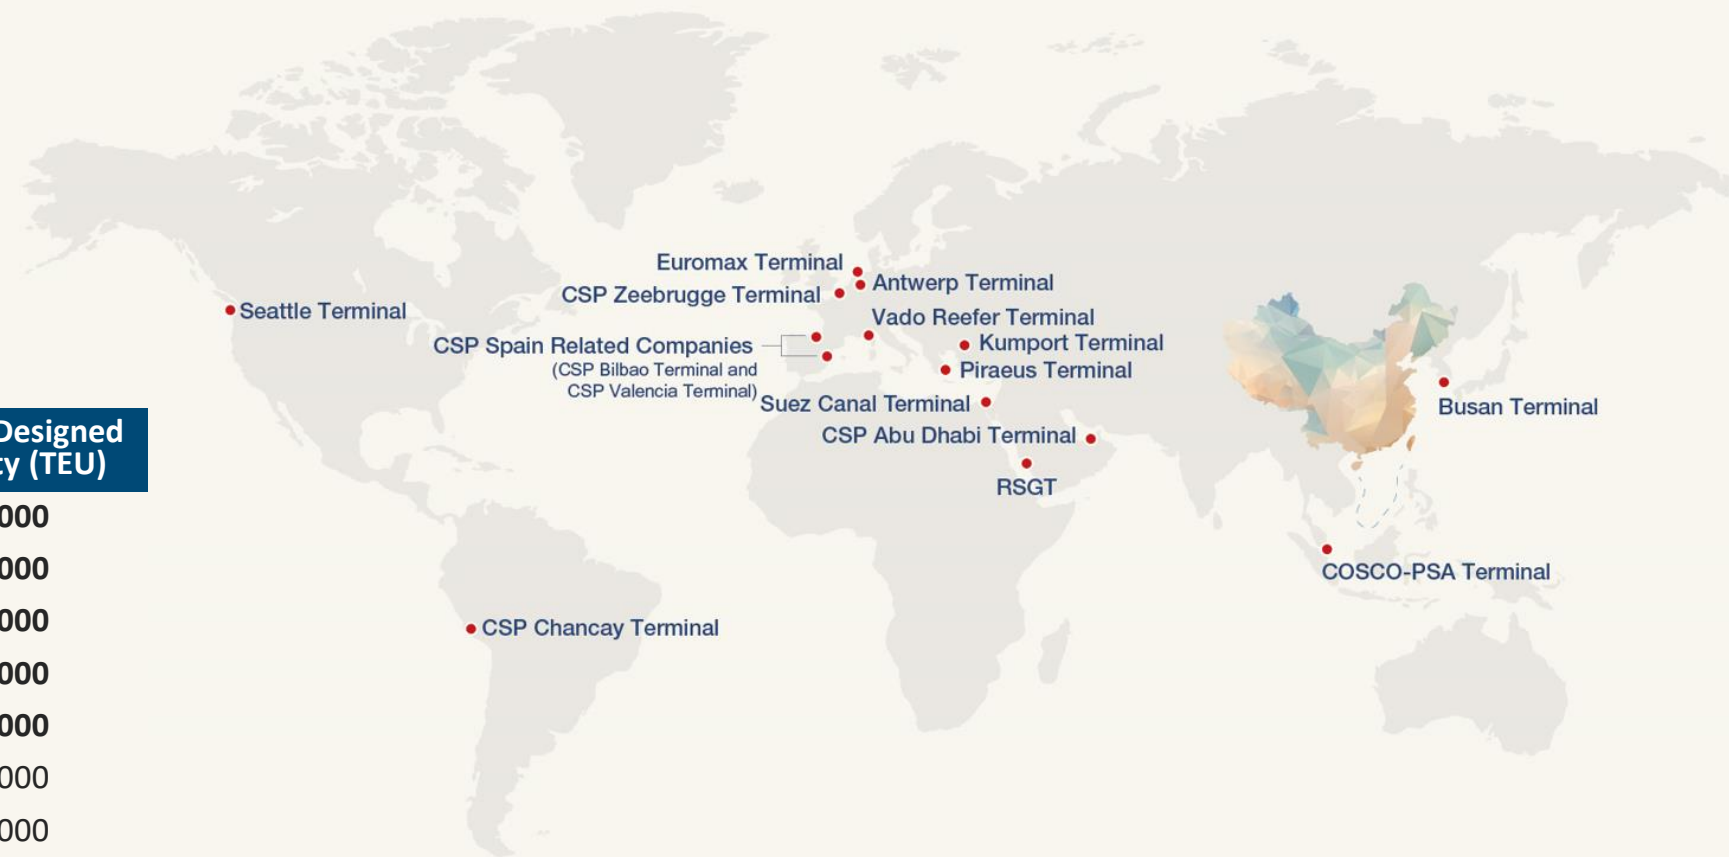 Euromax Terminal
Antwerp Terminal
CSP Zeebrugge Terminal
Seattle Terminal
Vado Reefer Terminal
CSP Spain Related Companies
(CSP Bilbao Terminal and
CSP Valencia Terminal)
Kumport Terminal
Piraeus Terminal
Suez Canal Terminal
Busan Terminal
CSP Abu Dhabi Terminal
RSGT
COSCO-PSA Terminal
CSP Chancay Terminal
Designed
ty (TEU)
000
000
000
000
000
000
000